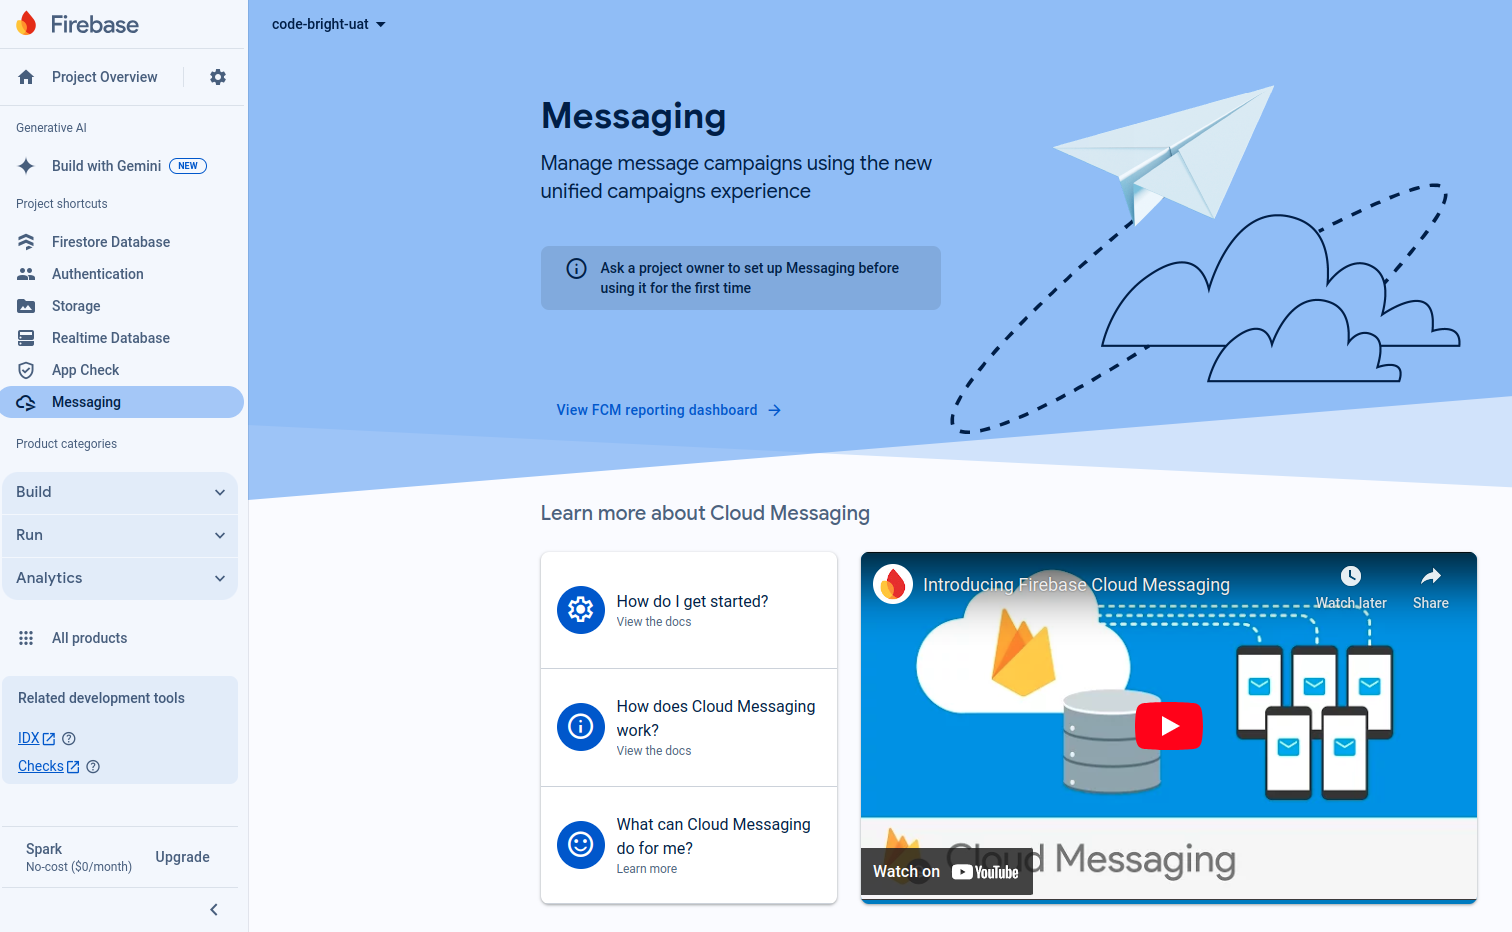 Firebase
code-bright-uat
Project Overview
Generative AI
Build with Gemini NEW
Project shortcuts
Firestore Database
Authentication
Storage
Realtime Database
App Check
Messaging
Product categories
Build
Run
Analytics
All products
Related development tools
IDX
Checks
Spark
No-cost ($0/month)
Upgrade
Messaging
Manage message campaigns using the new
unified campaigns experience
Ask a project owner to set up Messaging before
using it for the first time
View FCM reporting dashboard
Learn more about Cloud Messaging
How do I get started?
View the docs
How does Cloud Messaging
work?
View the docs
What can Cloud Messaging
do for me?
Learn more
Introducing Firebase Cloud Messaging
Watch later
Share
Cloud Messaging
Watch on YouTube